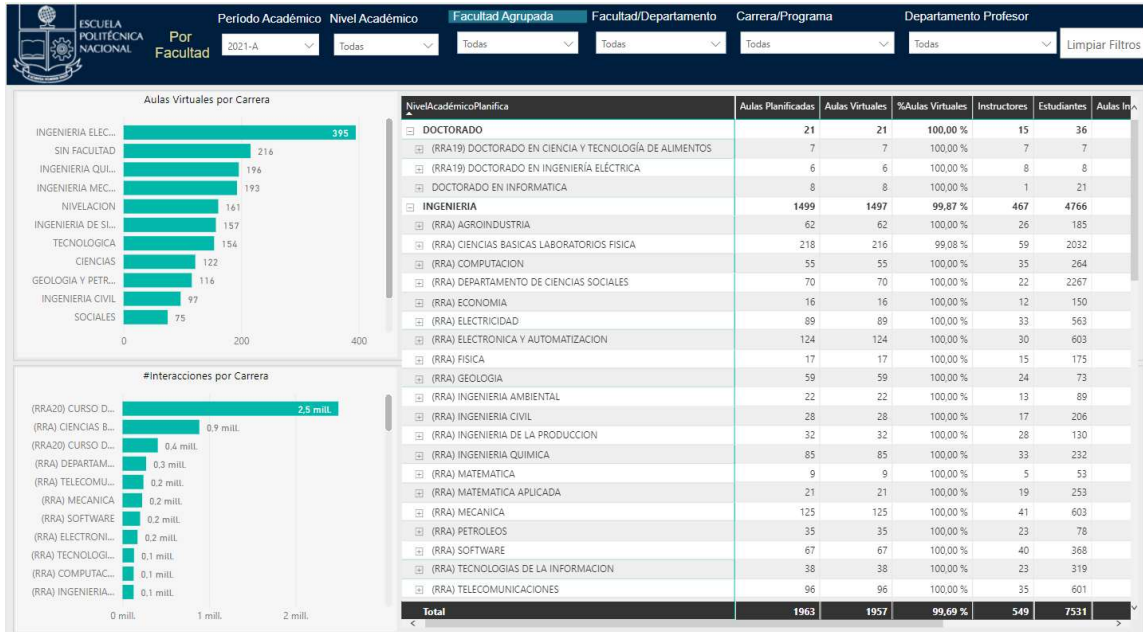 ESCUELA
POLITÉCNICA
NACIONAL
Por
Facultad
Período Académico Nivel Académico Facultad Agrupada Facultad/Departamento Carrera/Programa Departamento Profesor
2021-A Todas Todas Todas Todas Todas Limpiar Filtros
Aulas Virtuales por Carrera
INGENIERIA ELEC... 395
SIN FACULTAD 216
INGENIERIA QUI... 196
INGENIERIA MEC... 193
NIVELACION 161
INGENIERIA DE SI... 157
TECNOLOGICA 154
CIENCIAS 122
GEOLOGIA Y PETR... 116
INGENIERIA CIVIL 97
SOCIALES 75
0 200 400
#Interacciones por Carrera
(RRA20) CURSO D... 2,5 mill.
(RRA) CIENCIAS B... 0,9 mill.
(RRA20) CURSO D... 0,4 mill.
(RRA) DEPARTAM... 0,3 mill.
(RRA) TELECOMU... 0,2 mill.
(RRA) MECANICA 0,2 mill.
(RRA) SOFTWARE 0,2 mill.
(RRA) ELECTRONI... 0,2 mill.
(RRA) TECNOLOGI... 0,1 mill.
(RRA) COMPUTAC... 0,1 mill.
(RRA) INGENIERIA... 0,1 mill.
0 mill. 1 mill. 2 mill.
NivelAcadémicoPlanifica Aulas Planificadas Aulas Virtuales %Aulas Virtuales Instructores Estudiantes Aulas In
DOCTORADO 21 21 100,00 % 15 36
(RRA19) DOCTORADO EN CIENCIA Y TECNOLOGÍA DE ALIMENTOS 7 7 100,00 % 7 7
(RRA19) DOCTORADO EN INGENIERÍA ELÉCTRICA 6 6 100,00 % 8 8
DOCTORADO EN INFORMATICA 8 8 100,00 % 1 21
INGENIERIA 1499 1497 99,87 % 467 4766
(RRA) AGROINDUSTRIA 62 62 100,00 % 26 185
(RRA) CIENCIAS BASICAS LABORATORIOS FISICA 218 216 99,08 % 59 2032
(RRA) COMPUTACION 55 55 100,00 % 35 264
(RRA) DEPARTAMENTO DE CIENCIAS SOCIALES 70 70 100,00 % 22 2267
(RRA) ECONOMIA 16 16 100,00 % 12 150
(RRA) ELECTRICIDAD 89 89 100,00 % 33 563
(RRA) ELECTRONICA Y AUTOMATIZACION 124 124 100,00 % 30 603
(RRA) FISICA 17 17 100,00 % 15 175
(RRA) GEOLOGIA 59 59 100,00 % 24 73
(RRA) INGENIERIA AMBIENTAL 22 22 100,00 % 13 89
(RRA) INGENIERIA CIVIL 28 28 100,00 % 17 206
(RRA) INGENIERIA DE LA PRODUCCION 32 32 100,00 % 28 130
(RRA) INGENIERIA QUIMICA 85 85 100,00 % 33 232
(RRA) MATEMATICA 9 9 100,00 % 5 53
(RRA) MATEMATICA APLICADA 21 21 100,00 % 19 253
(RRA) MECANICA 125 125 100,00 % 41 603
(RRA) PETROLEOS 35 35 100,00 % 23 78
(RRA) SOFTWARE 67 67 100,00 % 40 368
(RRA) TECNOLOGIAS DE LA INFORMACION 38 38 100,00 % 23 319
(RRA) TELECOMUNICACIONES 96 96 100,00 % 35 601
Total 1963 1957 99,69 % 549 7531